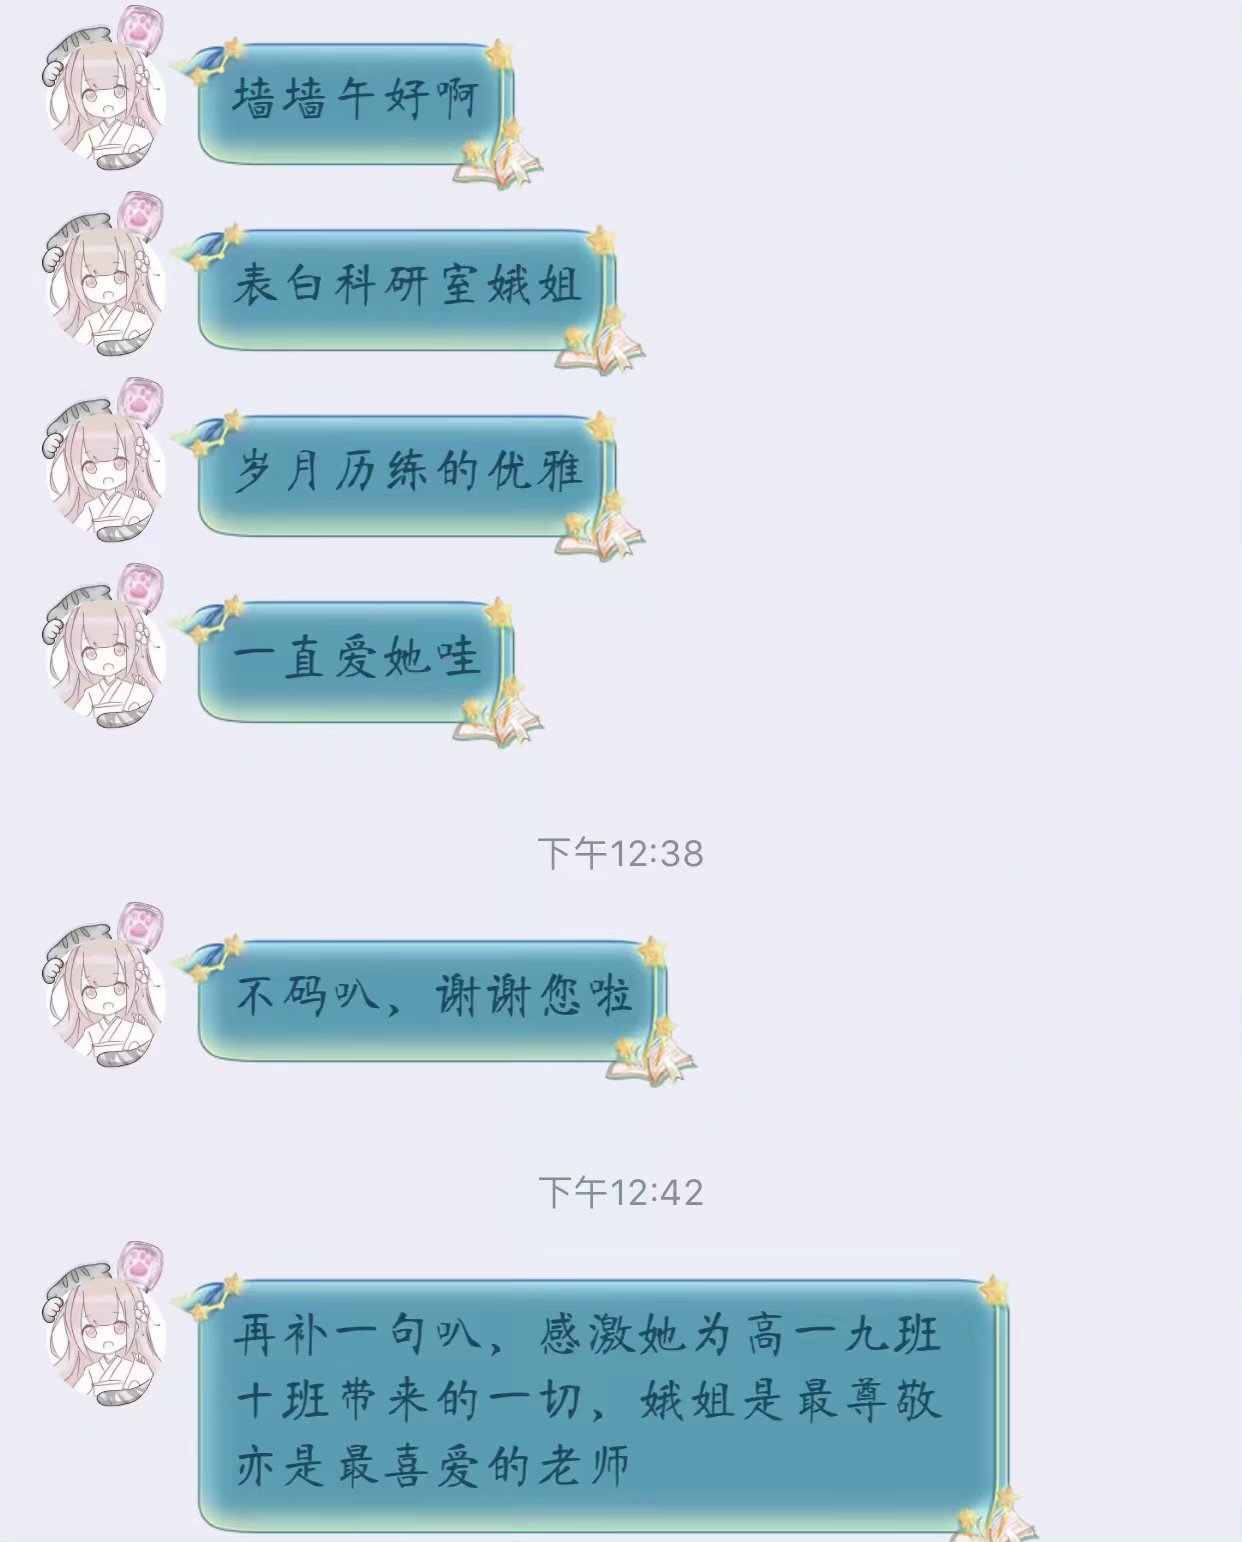 墙墙午好啊
表白科研室娥姐
岁月历练的优雅
一直爱她哇
下午12:38
不码叭，谢谢您啦
下午12:42
再补一句叭，感激她为高一九班
十班带来的一切，娥姐是最尊敬
亦是最喜爱的老师